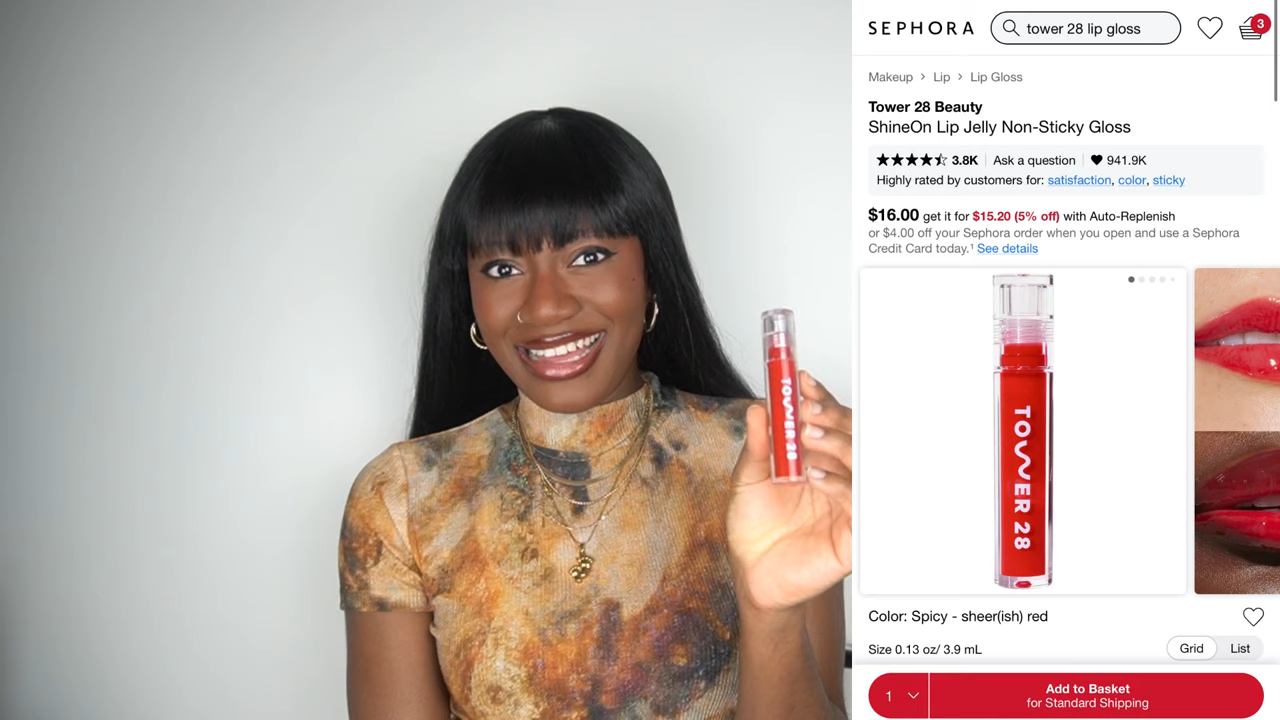 TOWER 28
SEPHORA
tower 28 lip gloss
3
Makeup > Lip > Lip Gloss
Tower 28 Beauty
ShineOn Lip Jelly Non-Sticky Gloss
3.8K Ask a question 941.9K
Highly rated by customers for: satisfaction, color, sticky
$16.00 get it for $15.20 (5% off) with Auto-Replenish
or $4.00 off your Sephora order when you open and use a Sephora
Credit Card today.¹ See details
TOWER 28
Color: Spicy - sheer(ish) red
Size 0.13 oz/ 3.9 mL
Grid List
1
Add to Basket
for Standard Shipping